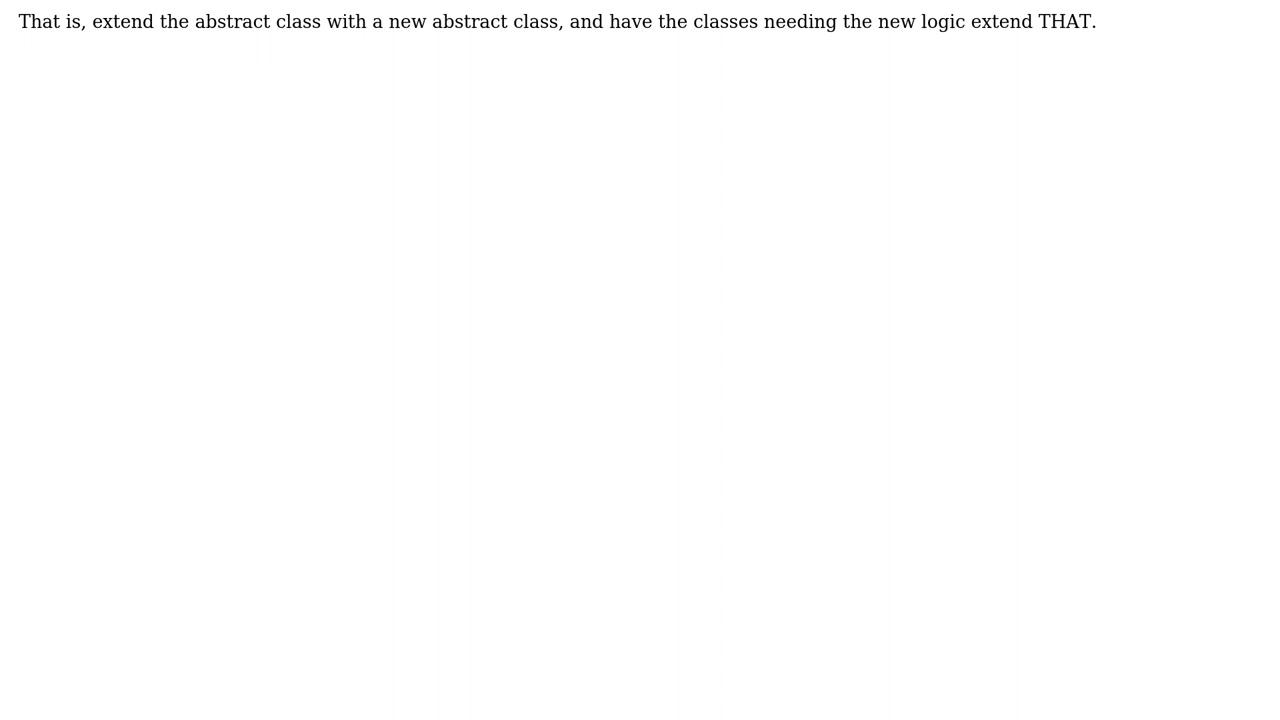 That is, extend the abstract class with a new abstract class, and have the classes needing the new logic extend THAT.